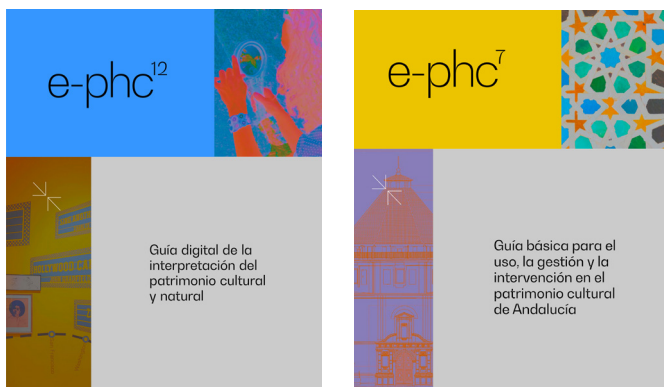 e-phc12
Guía digital de la
interpretación del
patrimonio cultural
y natural
e-phc7
Guía básica para el
uso, la gestión y la
intervención en el
patrimonio cultural
de Andalucía